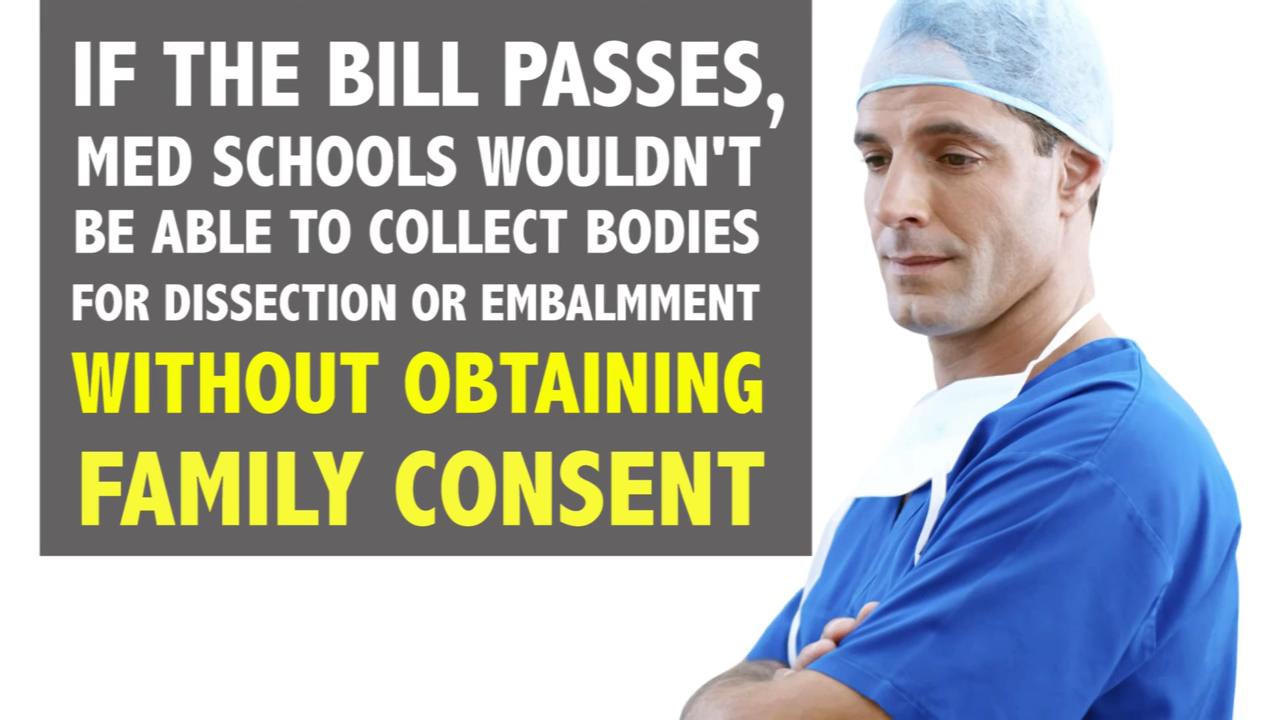 IF THE BILL PASSES,
MED SCHOOLS WOULDN'T
BE ABLE TO COLLECT BODIES
FOR DISSECTION OR EMBALMMENT
WITHOUT OBTAINING
FAMILY CONSENT